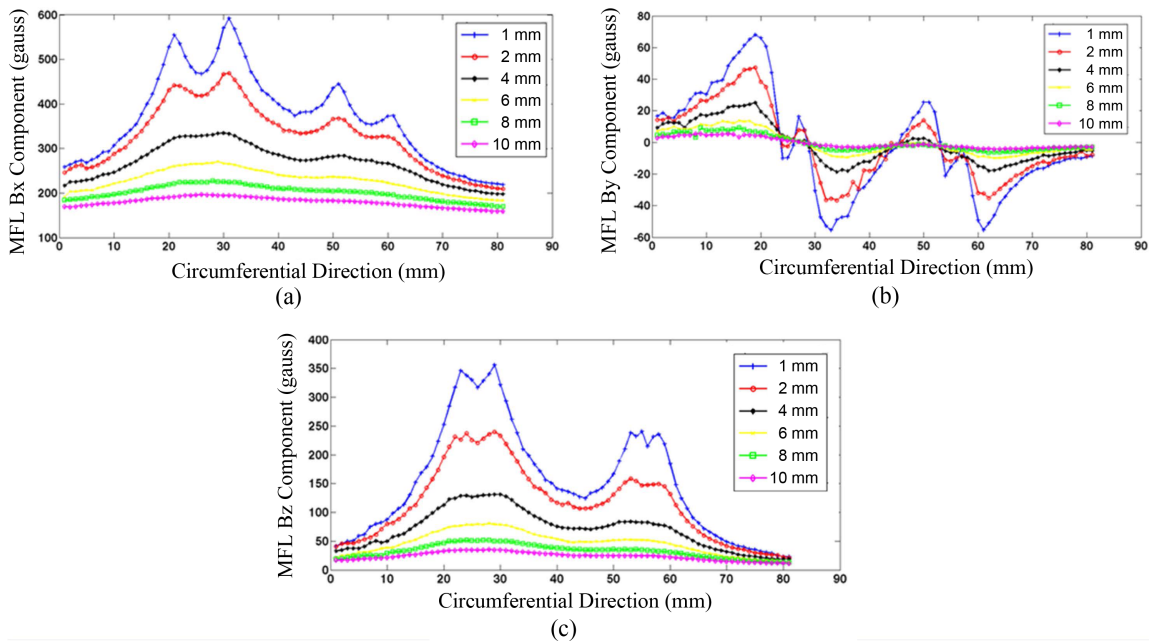 MFL Bx Component (gauss)
600
500
400
300
200
100
0
10
20
30
40
50
60
70
80
90
1 mm
2 mm
4 mm
6 mm
8 mm
10 mm
Circumferential Direction (mm)
(a)
MFL By Component (gauss)
80
60
40
20
0
-20
-40
-60
0
10
20
30
40
50
60
70
80
90
1 mm
2 mm
4 mm
6 mm
8 mm
10 mm
Circumferential Direction (mm)
(b)
MFL Bz Component (gauss)
400
350
300
250
200
150
100
50
0
0
10
20
30
40
50
60
70
80
90
1 mm
2 mm
4 mm
6 mm
8 mm
10 mm
Circumferential Direction (mm)
(c)